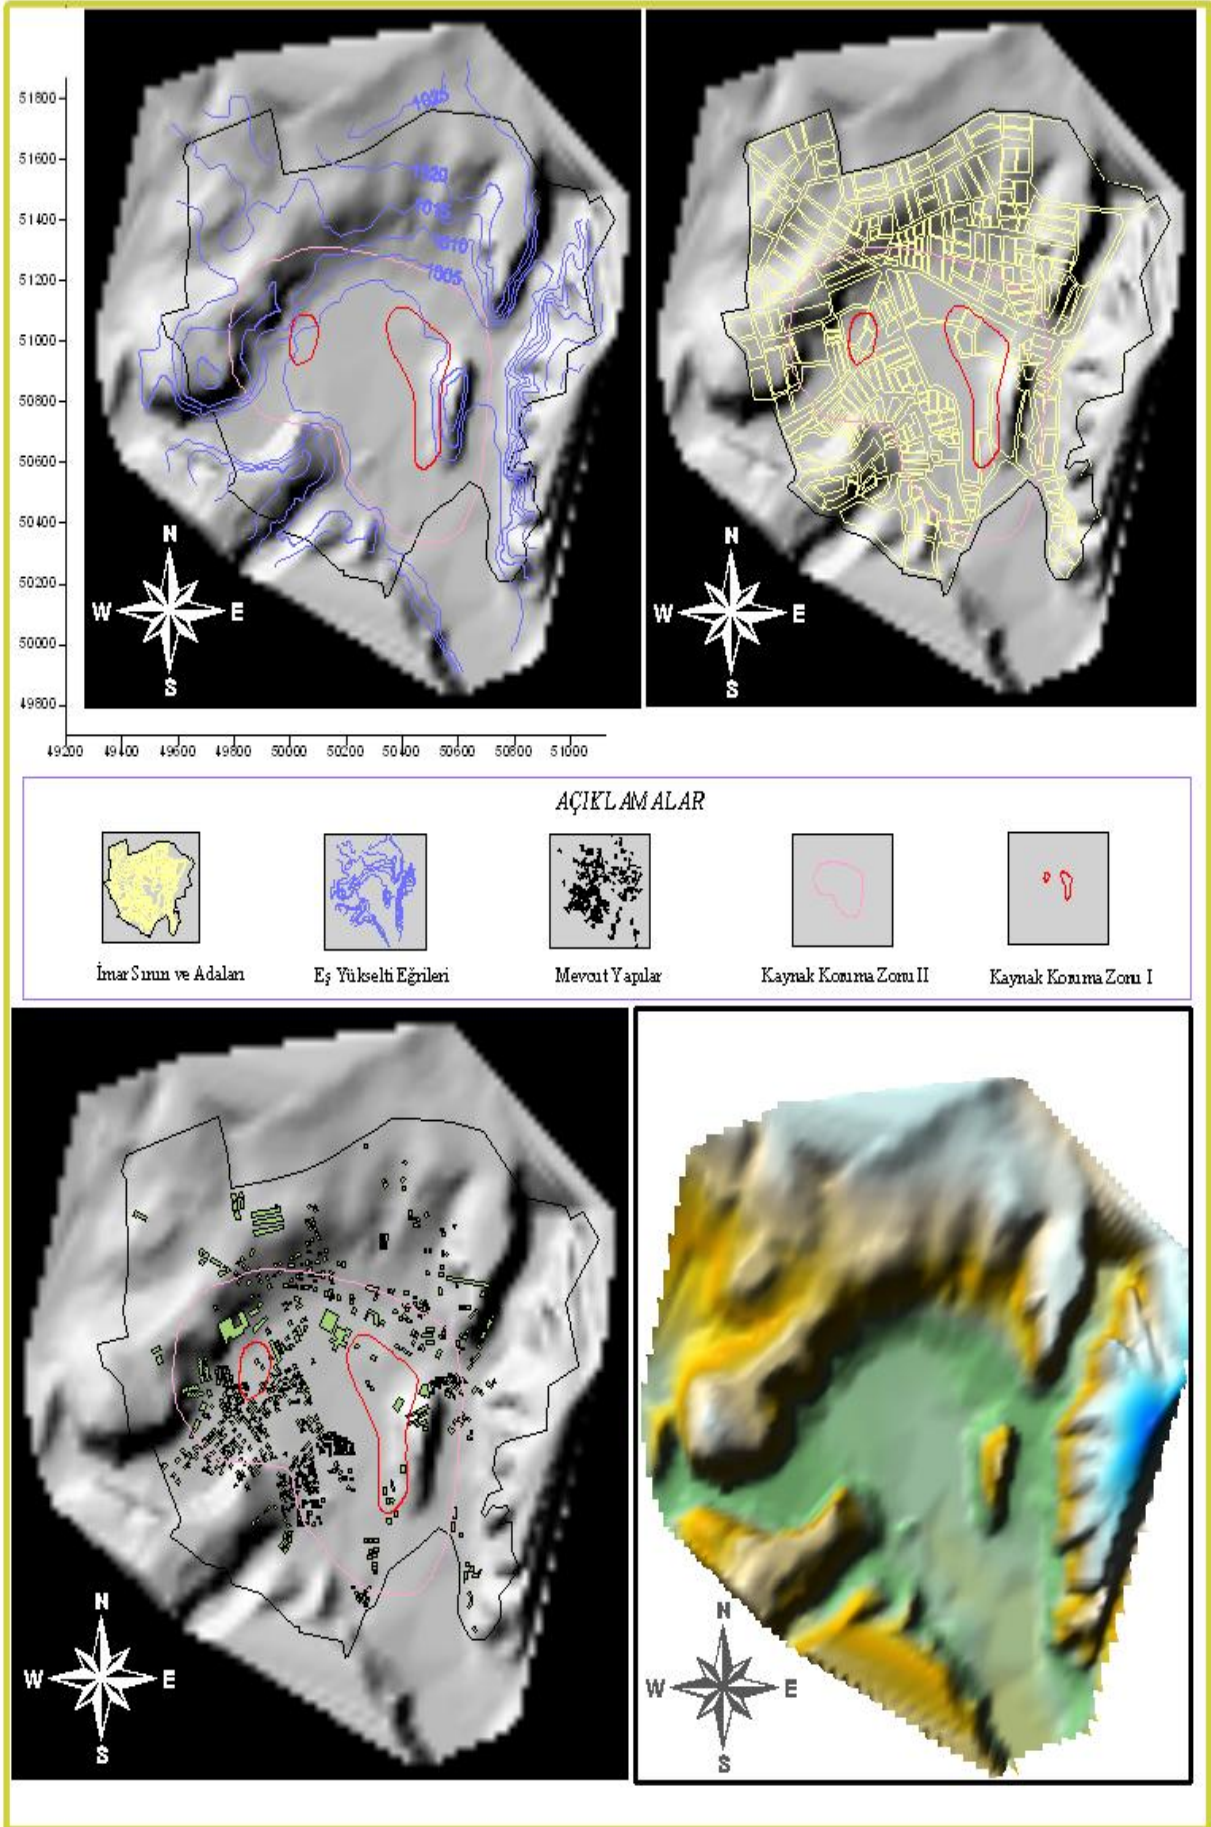 1025
1020
1015
1010
1005
51800
51600
51400
51200
51000
50800
50600
50400
50200
50000
49800
N
W E
S
N
W E
S
49200 49400 49600 49800 50000 50200 50400 50600 50800 51000
AÇIKLAMALAR
İmar Sınırı ve Adaları
Eş Yükselti Eğrileri
Mevcut Yapılar
Kaynak Koruma Zonu II
Kaynak Koruma Zonu I
N
W E
S
N
W E
S